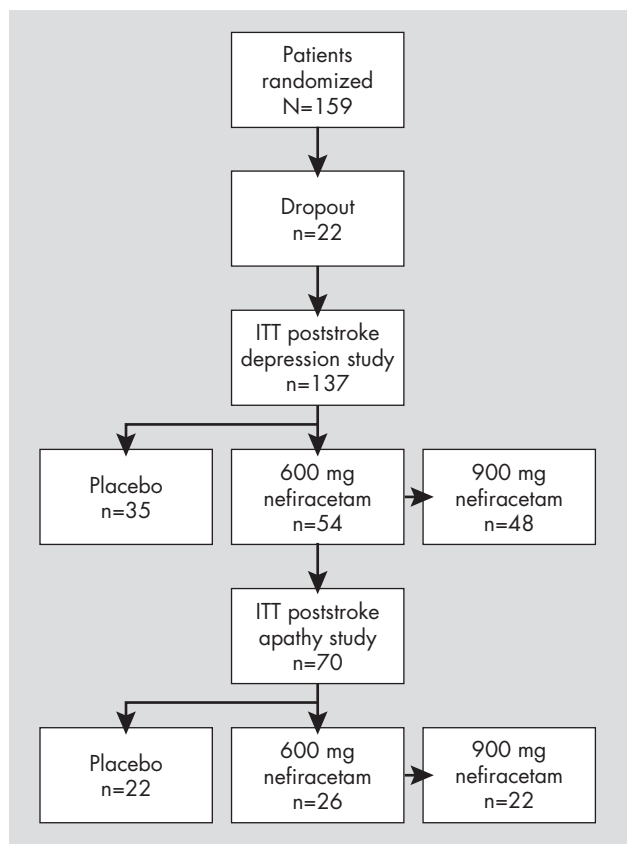 Patients
randomized
N=159
Dropout
n=22
ITT poststroke
depression study
n=137
Placebo
n=35
600 mg
nefiracetam
n=54
900 mg
nefiracetam
n=48
ITT poststroke
apathy study
n=70
Placebo
n=22
600 mg
nefiracetam
n=26
900 mg
nefiracetam
n=22